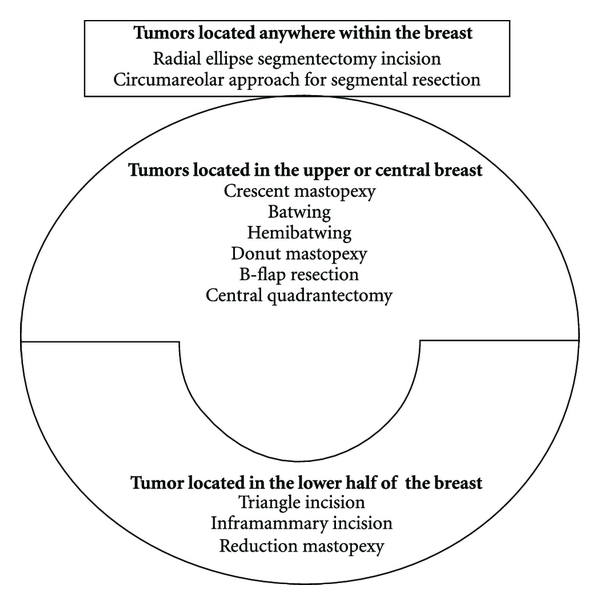 Tumors located anywhere within the breast
Radial ellipse segmentectomy incision
Circumareolar approach for segmental resection
Tumors located in the upper or central breast
Crescent mastopexy
Batwing
Hemibatwing
Donut mastopexy
B-flap resection
Central quadrantectomy
Tumor located in the lower half of the breast
Triangle incision
Inframammary incision
Reduction mastopexy